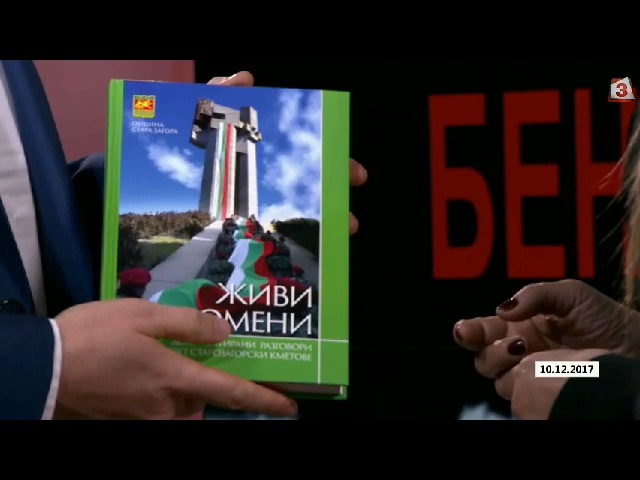 3
БЕН
ОБЩИНА
СТАРА ЗАГОРА
ЖИВИ
ОМЕНИ
РАЗГОВОРИ
СТАРОЗАГОРСКИ КМЕТОВЕ
10.12.2017